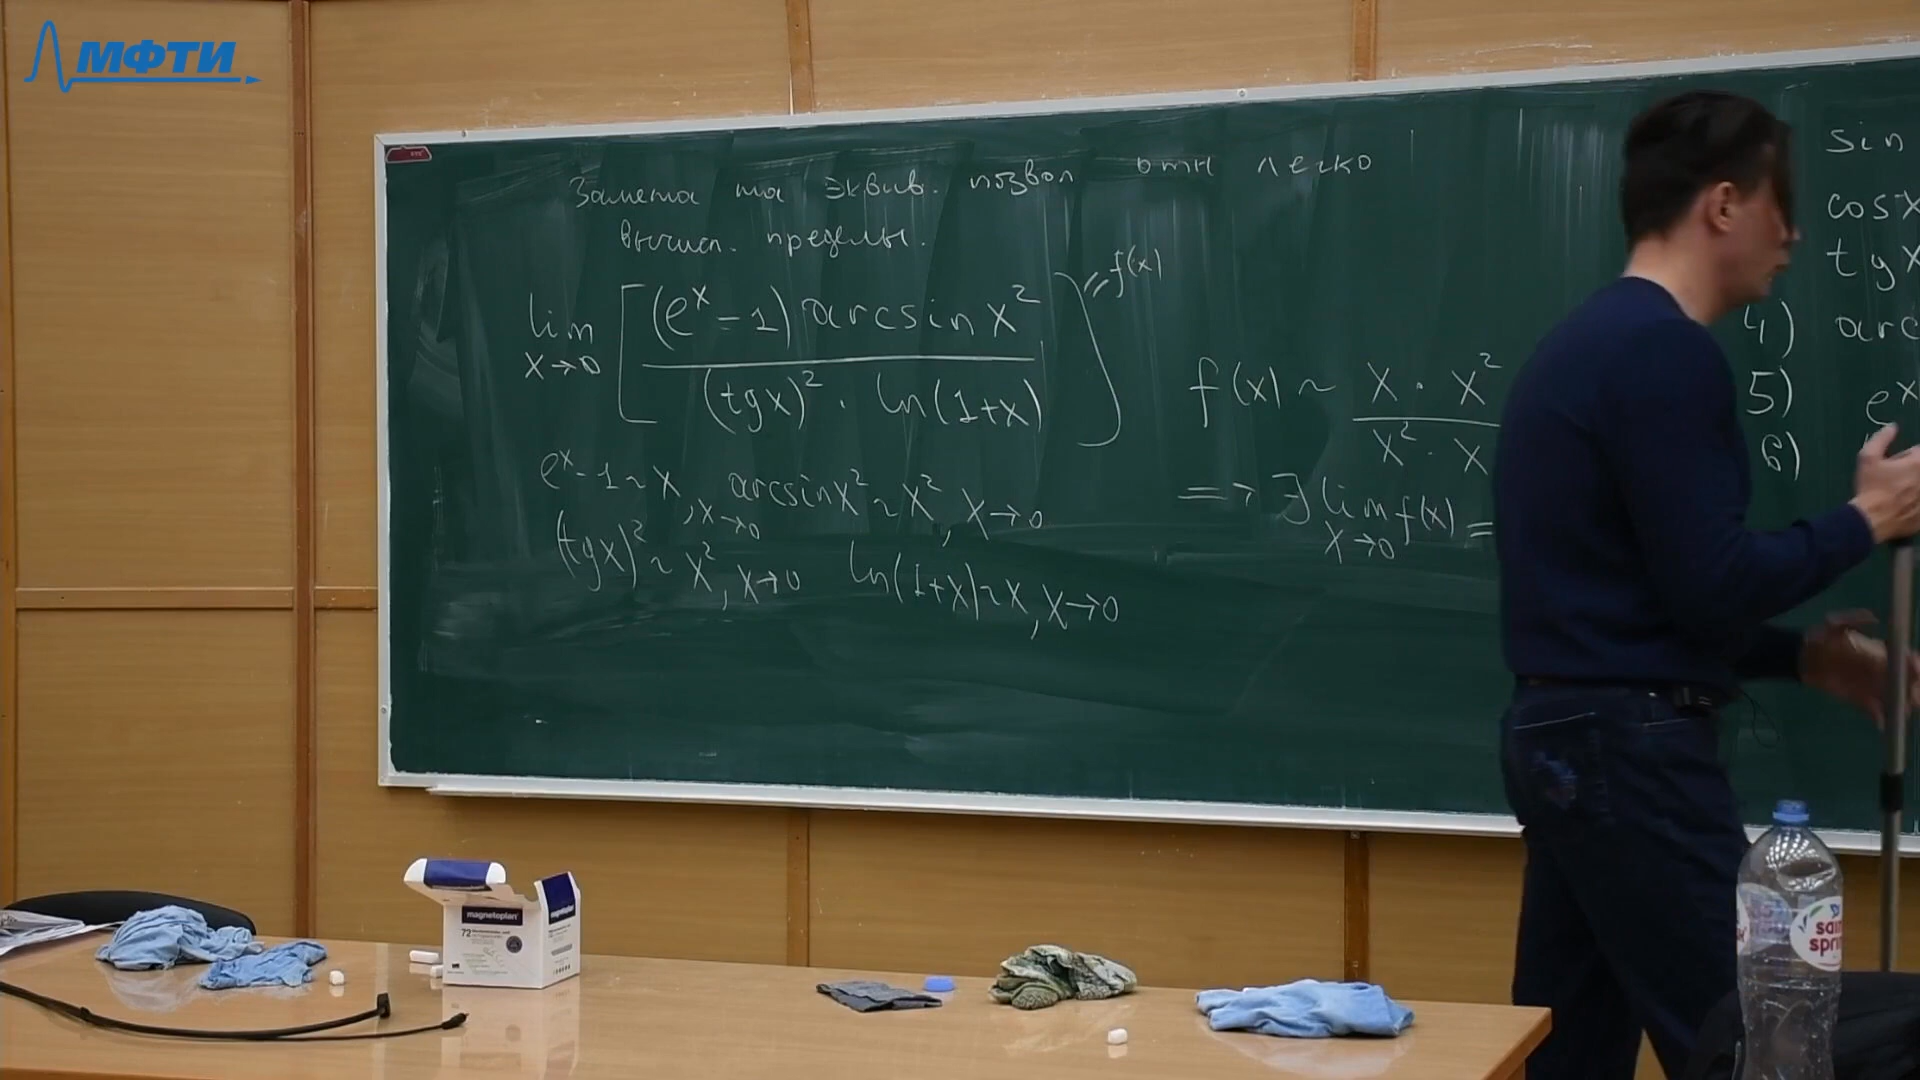 МФТИ
Замена на эквив. позвол отн легко
вычисл. пределы.
lim x→0 [ (e^x - 1) arcsin x^2 / (tg x)^2 · ln(1+x) ] = f(x)
e^x - 1 ~ x, x→0 arcsin x^2 ~ x^2, x→0
(tg x)^2 ~ x^2, x→0 ln(1+x) ~ x, x→0
f(x) ~ x · x^2 / x^2 · x
=> ∃ lim x→0 f(x) =
sin
cos x
tg x
4) arc
5) e^x
6)
magnetoplan
72